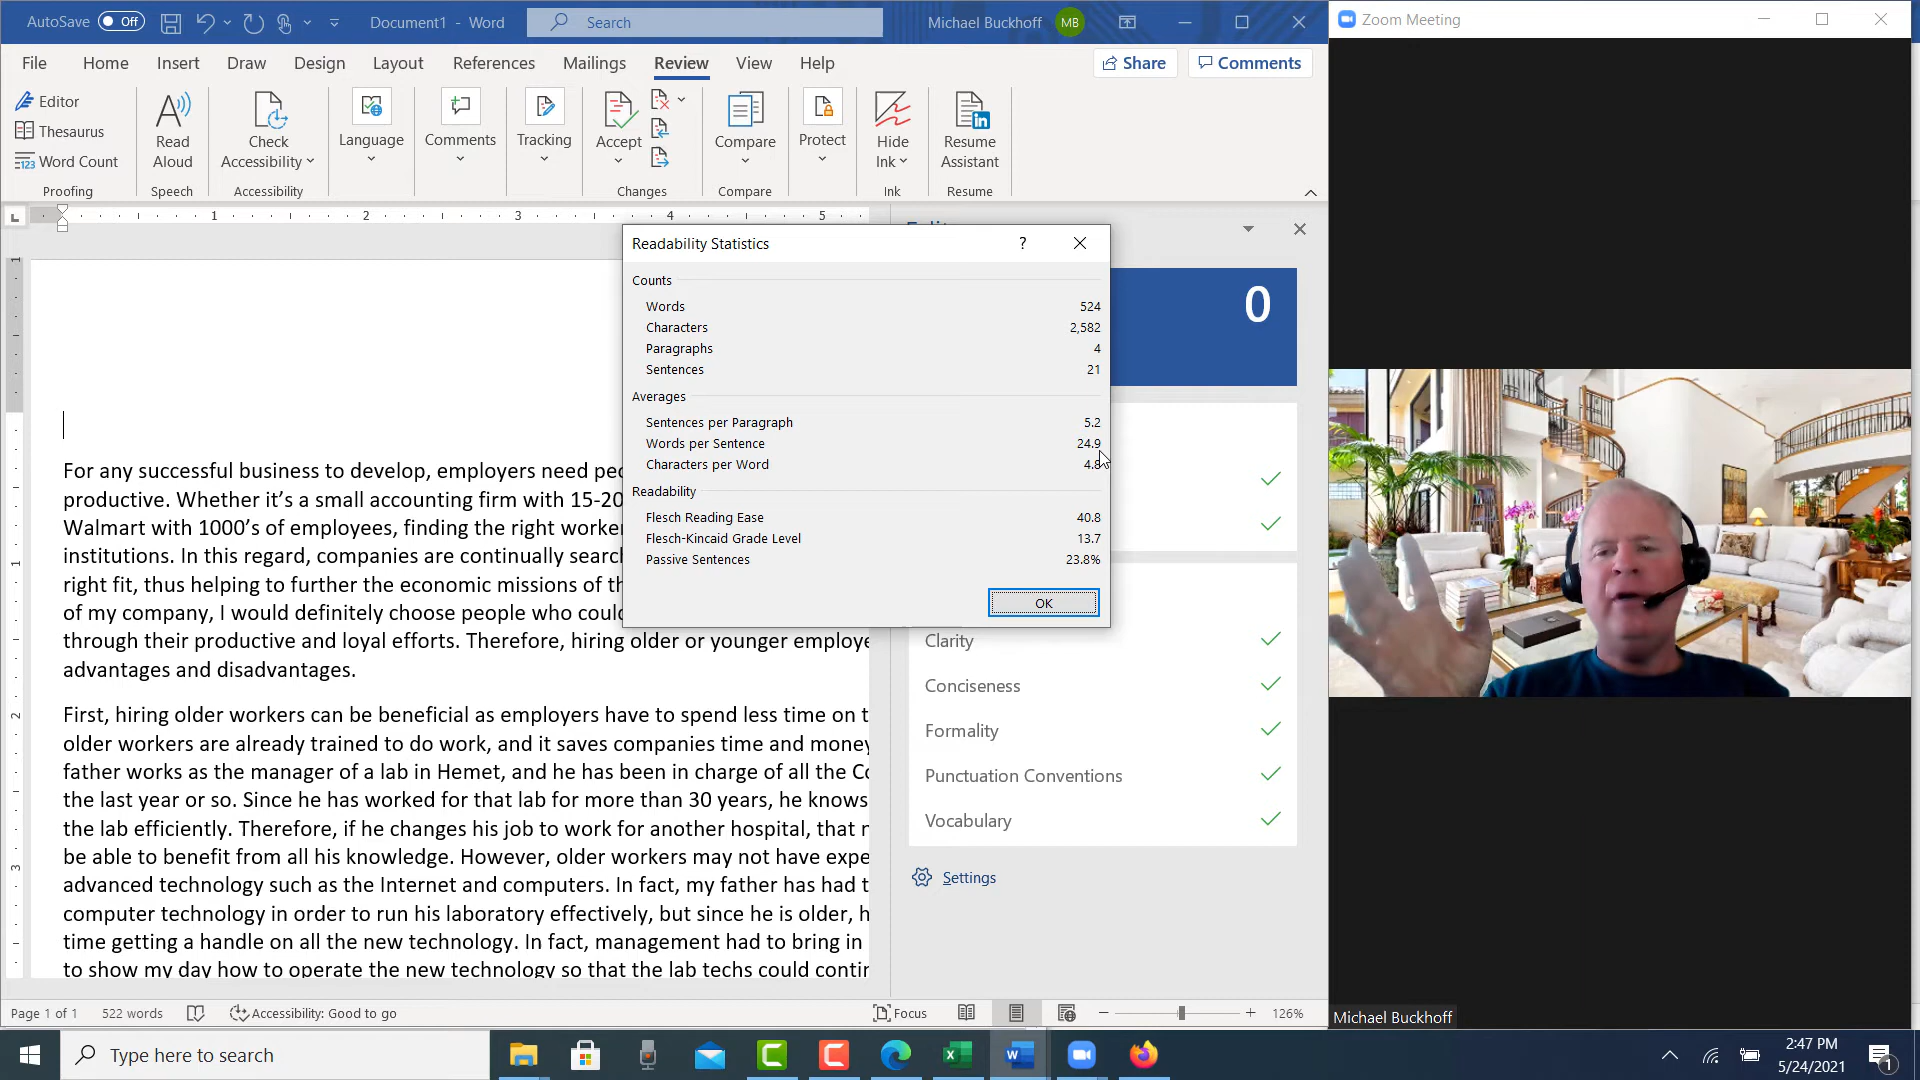 AutoSave Off Document1 - Word Search Michael Buckhoff MB
File Home Insert Draw Design Layout References Mailings Review View Help Share Comments
Editor
Thesaurus
Word Count
Proofing
Read Aloud
Speech
Check Accessibility
Accessibility
Language
Comments
Tracking
Accept
Changes
Compare
Compare
Protect
Hide Ink
Ink
Resume Assistant
Resume
1 2 3 4 5
Readability Statistics ?
Counts
Words 524
Characters 2,582
Paragraphs 4
Sentences 21
Averages
Sentences per Paragraph 5.2
Words per Sentence 24.9
Characters per Word 4.8
Readability
Flesch Reading Ease 40.8
Flesch-Kincaid Grade Level 13.7
Passive Sentences 23.8%
OK
0
Clarity
Conciseness
Formality
Punctuation Conventions
Vocabulary
Settings
For any successful business to develop, employers need
productive. Whether it’s a small accounting firm with 15-20
Walmart with 1000’s of employees, finding the right
institutions. In this regard, companies are continually
right fit, thus helping to further the economic missions of
of my company, I would definitely choose people who
through their productive and loyal efforts. Therefore, hiring older or younger
advantages and disadvantages.
First, hiring older workers can be beneficial as employers have to spend less time on
older workers are already trained to do work, and it saves companies time and money
father works as the manager of a lab in Hemet, and he has been in charge of all the
the last year or so. Since he has worked for that lab for more than 30 years, he knows
the lab efficiently. Therefore, if he changes his job to work for another hospital, that
be able to benefit from all his knowledge. However, older workers may not have
advanced technology such as the Internet and computers. In fact, my father has had
computer technology in order to run his laboratory effectively, but since he is older,
time getting a handle on all the new technology. In fact, management had to bring in
to show my day how to operate the new technology so that the lab techs could
Page 1 of 1 522 words Accessibility: Good to go Focus 126%
Zoom Meeting
Michael Buckhoff
Type here to search
2:47 PM
5/24/2021
1